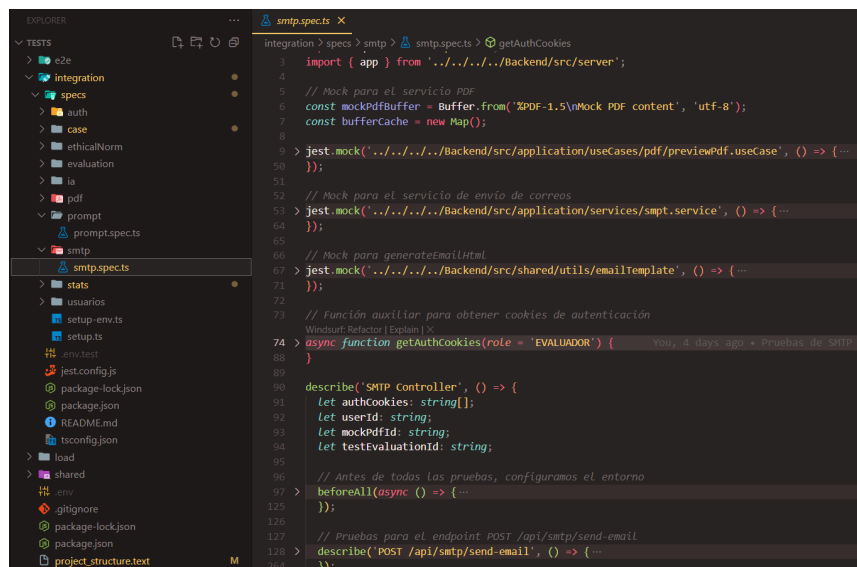 EXPLORER
TESTS
e2e
integration
specs
auth
case
ethicalNorm
evaluation
ia
pdf
prompt
prompt.spec.ts
smtp
smtp.spec.ts
stats
usuarios
setup-env.ts
setup.ts
.env.test
jest.config.js
package-lock.json
package.json
README.md
tsconfig.json
load
shared
.env
.gitignore
package-lock.json
package.json
project_structure.text M
smtp.spec.ts
integration > specs > smtp > smtp.spec.ts > getAuthCookies
3 import { app } from '../../../../Backend/src/server';
4
5 // Mock para el servicio PDF
6 const mockPdfBuffer = Buffer.from('%PDF-1.5\nMock PDF content', 'utf-8');
7 const bufferCache = new Map();
8
9 > jest.mock('../../../../Backend/src/application/useCases/pdf/previewPdf.useCase', () => {···
50 });
51
52 // Mock para el servicio de envío de correos
53 > jest.mock('../../../../Backend/src/application/services/smpt.service', () => {···
64 });
65
66 // Mock para generateEmailHtml
67 > jest.mock('../../../../Backend/src/shared/utils/emailTemplate', () => {···
71 });
72
73 // Función auxiliar para obtener cookies de autenticación
Windsurf: Refactor | Explain | ×
74 > async function getAuthCookies(role = 'EVALUADOR') { You, 4 days ago • Pruebas de SMTP
88 }
89
90 describe('SMTP Controller', () => {
91 let authCookies: string[];
92 let userId: string;
93 let mockPdfId: string;
94 let testEvaluationId: string;
95
96 // Antes de todas las pruebas, configuramos el entorno
97 > beforeAll(async () => {···
125 });
126
127 // Pruebas para el endpoint POST /api/smtp/send-email
128 > describe('POST /api/smtp/send-email', () => {···
264 });